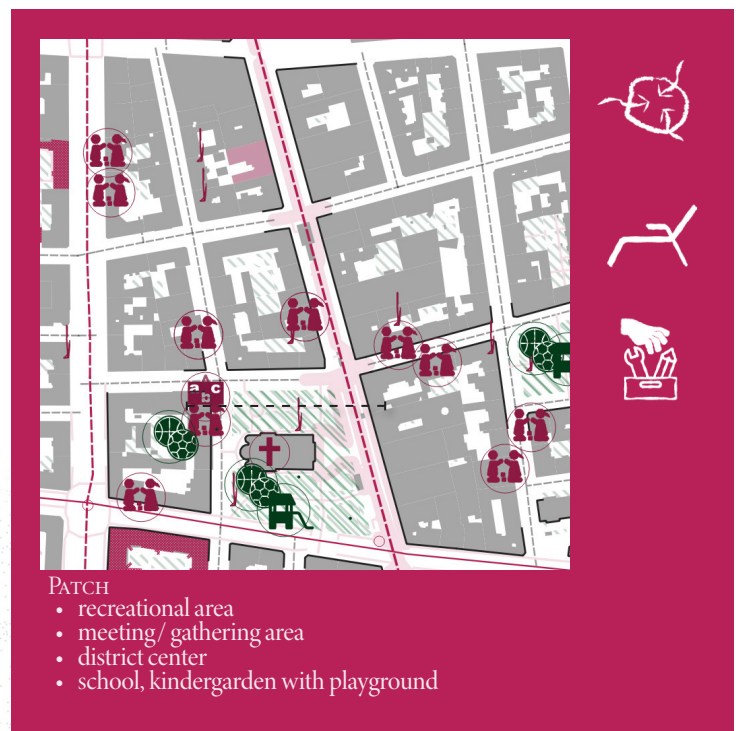 a c
b
PATCH
• recreational area
• meeting/ gathering area
• district center
• school, kindergarden with playground